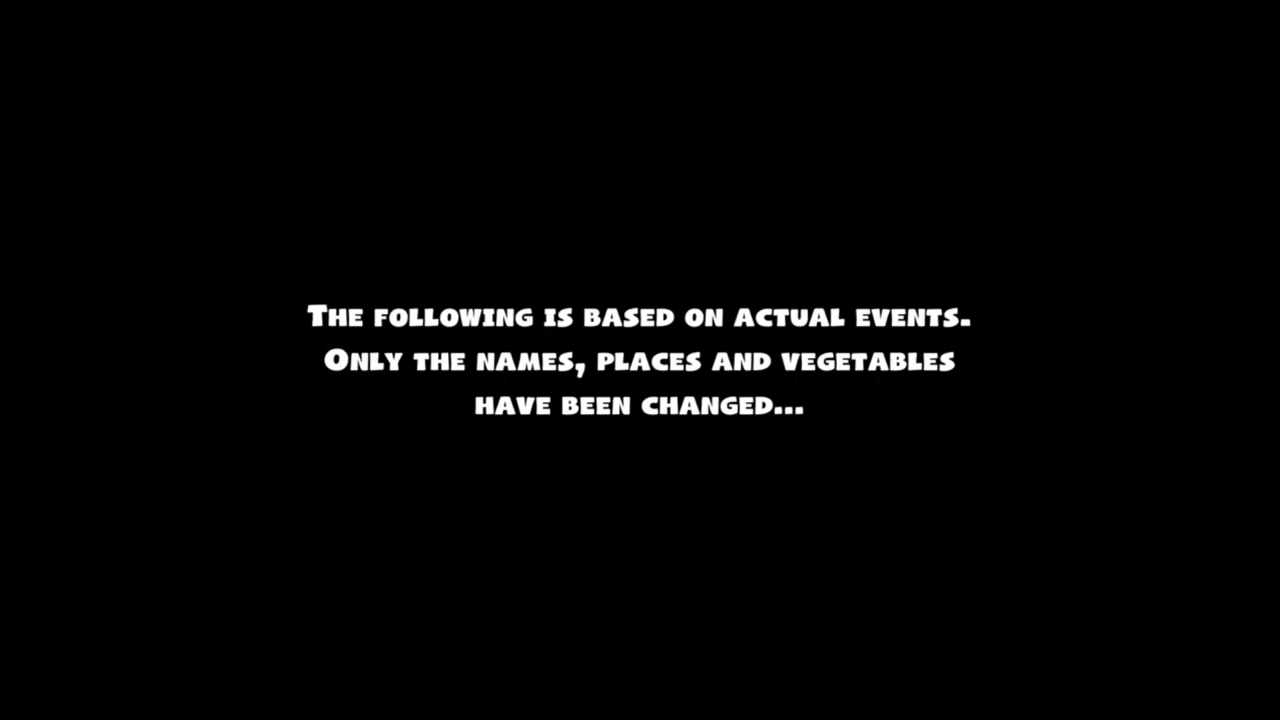 The following is based on actual events.
Only the names, places and vegetables
have been changed...